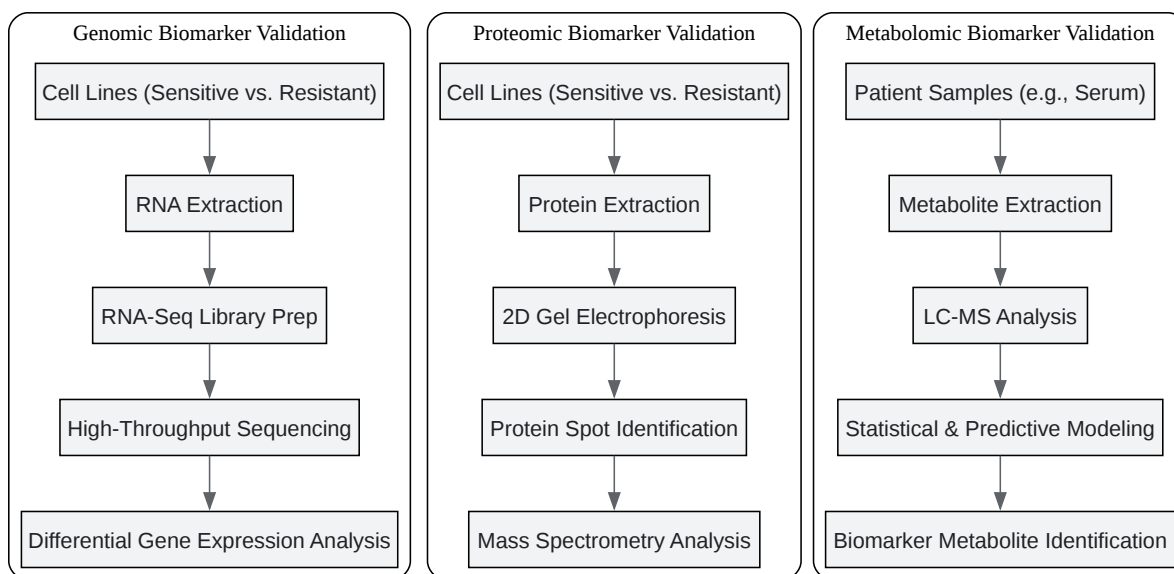 Genomic Biomarker Validation
Cell Lines (Sensitive vs. Resistant)
RNA Extraction
RNA-Seq Library Prep
High-Throughput Sequencing
Differential Gene Expression Analysis
Proteomic Biomarker Validation
Cell Lines (Sensitive vs. Resistant)
Protein Extraction
2D Gel Electrophoresis
Protein Spot Identification
Mass Spectrometry Analysis
Metabolomic Biomarker Validation
Patient Samples (e.g., Serum)
Metabolite Extraction
LC-MS Analysis
Statistical & Predictive Modeling
Biomarker Metabolite Identification